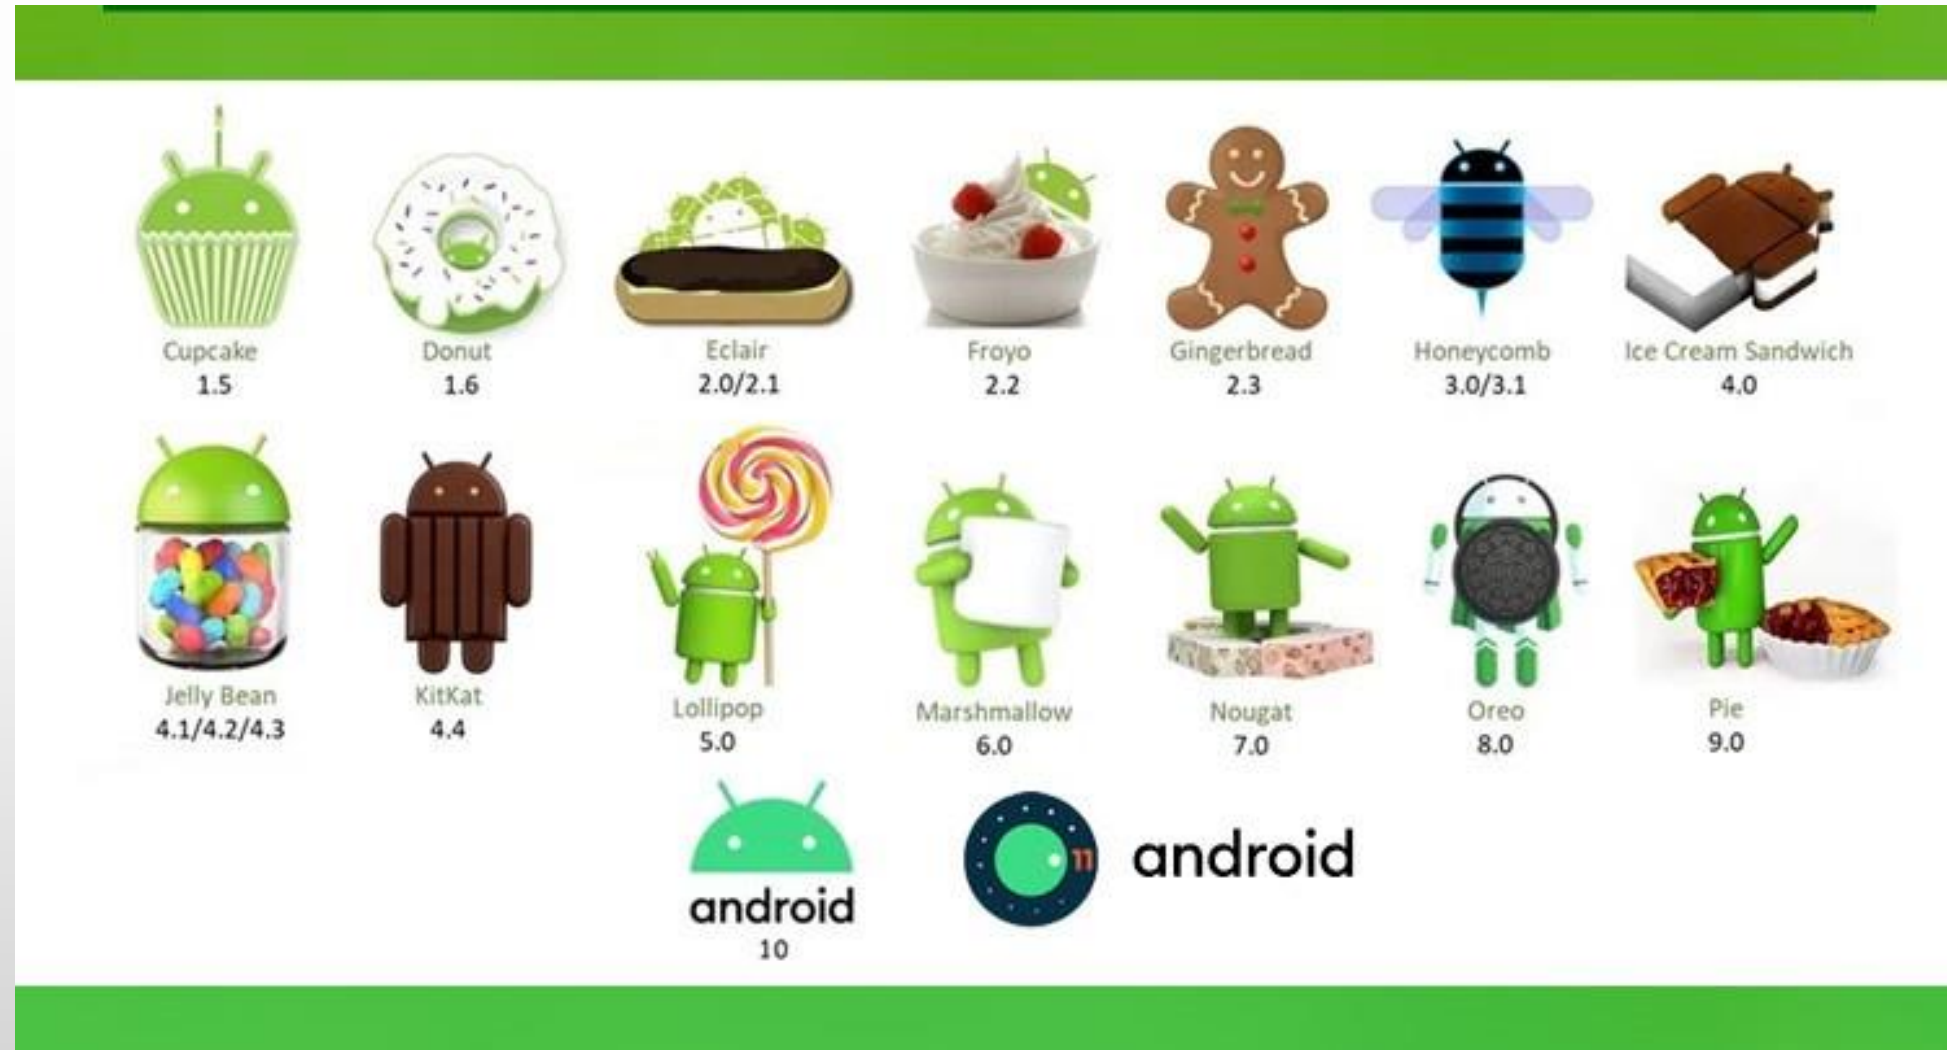 Cupcake
1.5
Donut
1.6
Eclair
2.0/2.1
Froyo
2.2
Gingerbread
2.3
Honeycomb
3.0/3.1
Ice Cream Sandwich
4.0
Jelly Bean
4.1/4.2/4.3
KitKat
4.4
Lollipop
5.0
Marshmallow
6.0
Nougat
7.0
Oreo
8.0
Pie
9.0
android
10
11
android